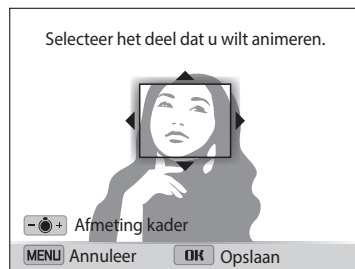 Selecteer het deel dat u wilt animeren.
Afmeting kader
MENU Annuleer OK Opslaan